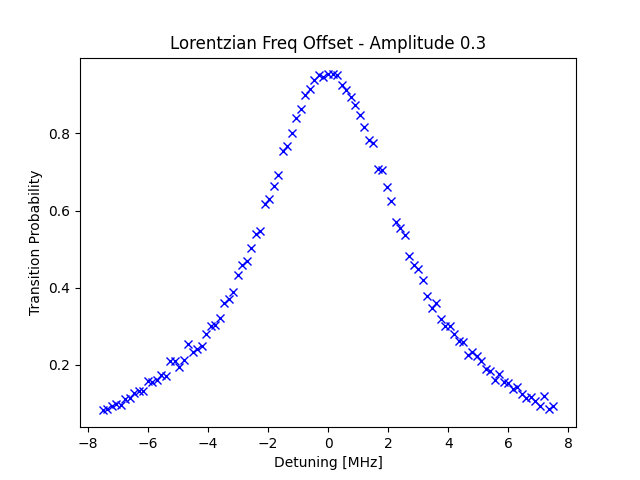 Lorentzian Freq Offset - Amplitude 0.3
Transition Probability
0.8
0.6
0.4
0.2
−8 −6 −4 −2 0 2 4 6 8
Detuning [MHz]